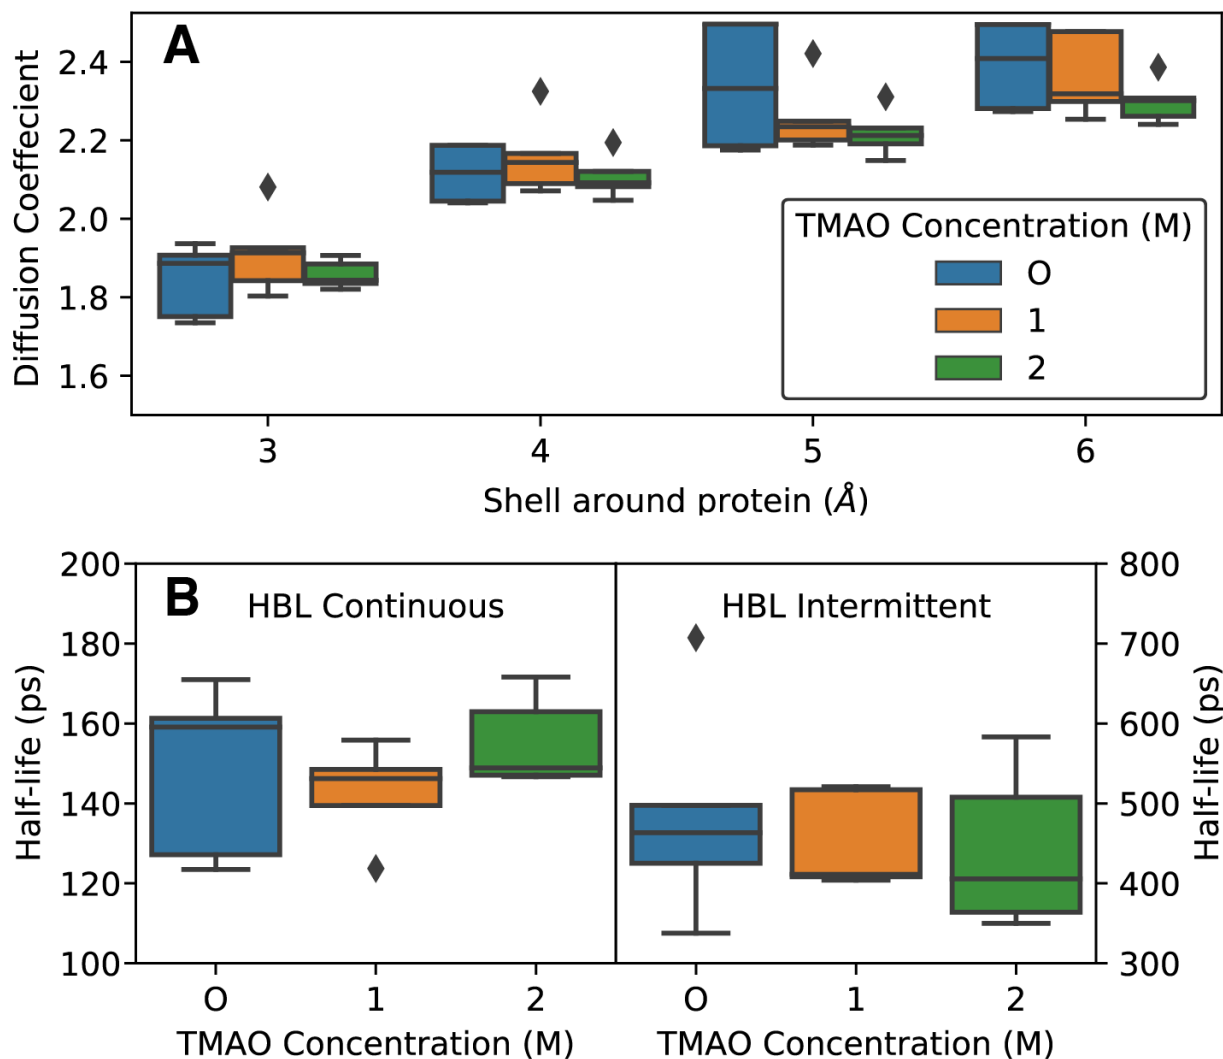 A
Diffusion Coeffecient
2.4
2.2
2.0
1.8
1.6
TMAO Concentration (M)
O
1
2
3 4 5 6
Shell around protein (Å)
B
HBL Continuous
HBL Intermittent
Half-life (ps)
200
180
160
140
120
100
800
700
600
500
400
300
Half-life (ps)
O 1 2
O 1 2
TMAO Concentration (M)
TMAO Concentration (M)